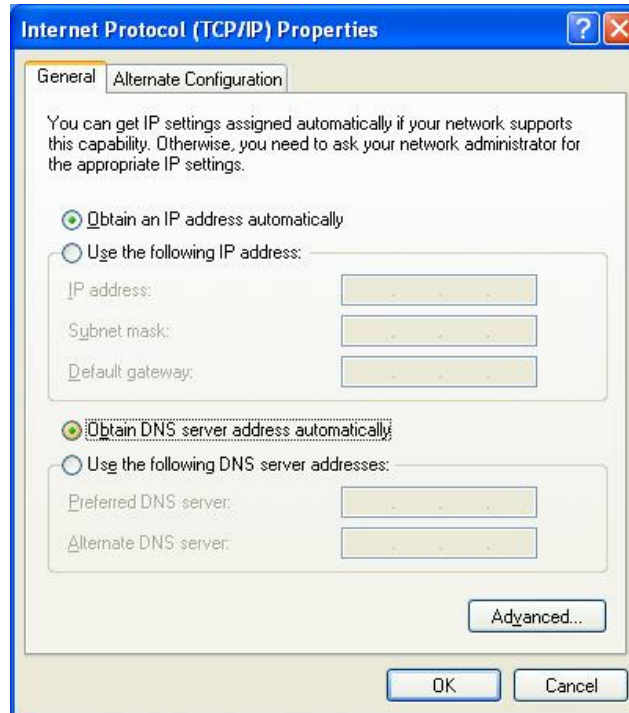 Internet Protocol (TCP/IP) Properties
General
Alternate Configuration
You can get IP settings assigned automatically if your network supports
this capability. Otherwise, you need to ask your network administrator for
the appropriate IP settings.
Obtain an IP address automatically
Use the following IP address:
IP address:
Subnet mask:
Default gateway:
Obtain DNS server address automatically
Use the following DNS server addresses:
Preferred DNS server:
Alternate DNS server:
Advanced...
OK
Cancel